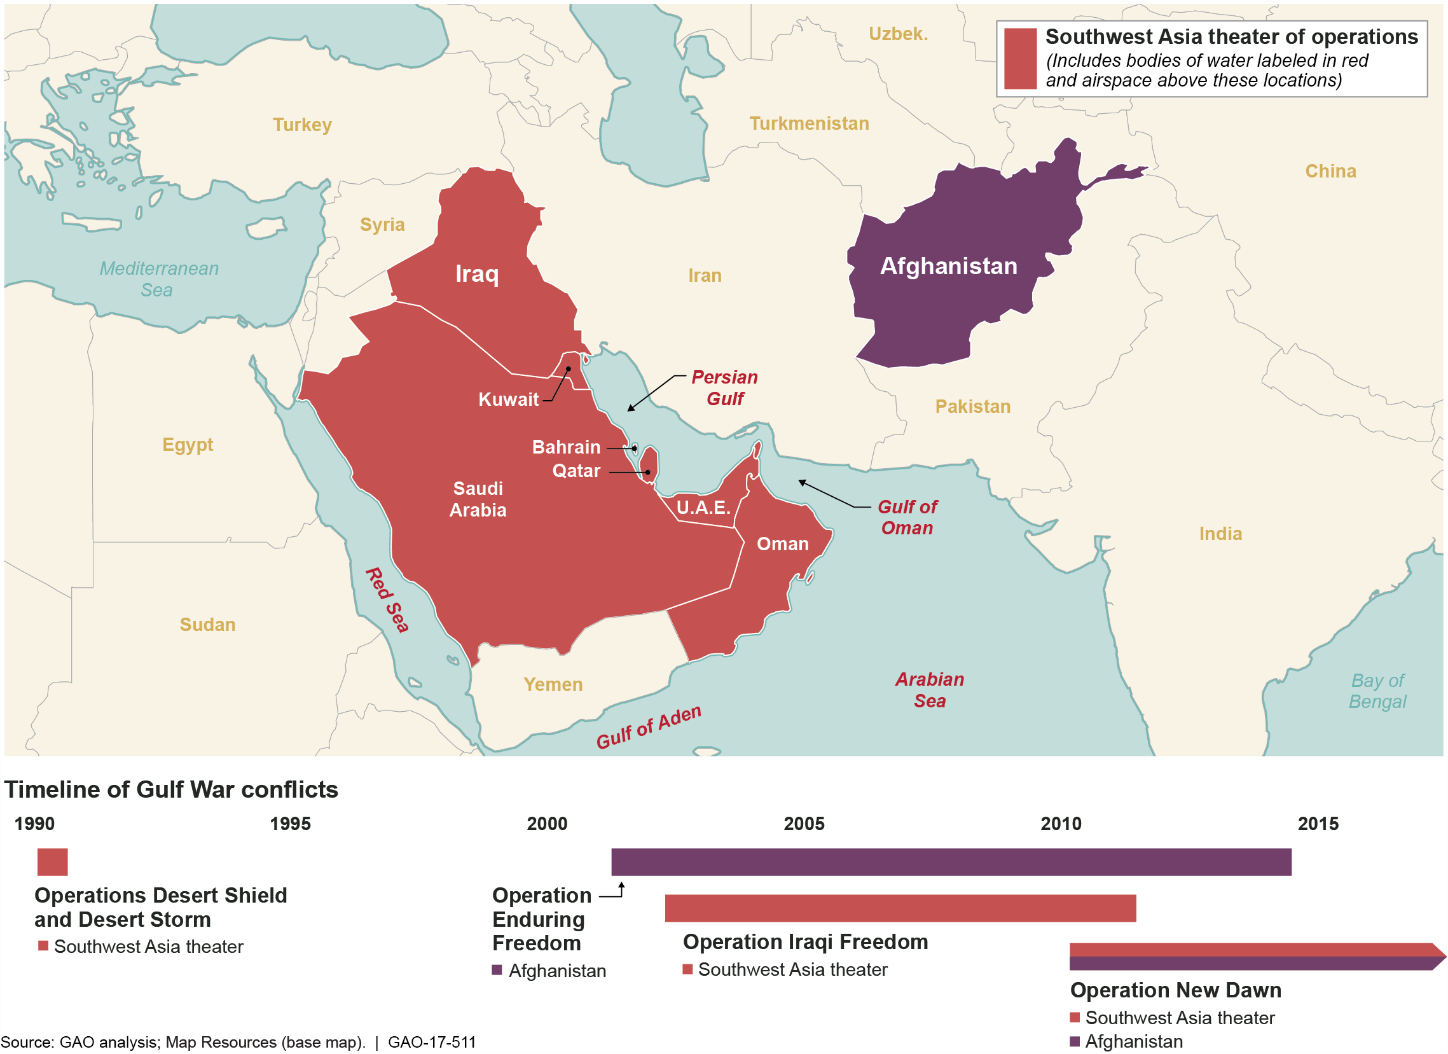 Uzbek.
Southwest Asia theater of operations
(Includes bodies of water labeled in red
and airspace above these locations)
Turkey
Turkmenistan
China
Syria
Iraq
Iran
Afghanistan
Mediterranean
Sea
Persian
Gulf
Kuwait
Pakistan
Egypt
Bahrain
Qatar
Saudi
Arabia
U.A.E.
Gulf of
Oman
Oman
India
Red Sea
Sudan
Yemen
Arabian
Sea
Bay of
Bengal
Gulf of Aden
Timeline of Gulf War conflicts
1990 1995 2000 2005 2010 2015
Operations Desert Shield
and Desert Storm
Southwest Asia theater
Operation
Enduring
Freedom
Afghanistan
Operation Iraqi Freedom
Southwest Asia theater
Operation New Dawn
Southwest Asia theater
Afghanistan
Source: GAO analysis; Map Resources (base map). | GAO-17-511